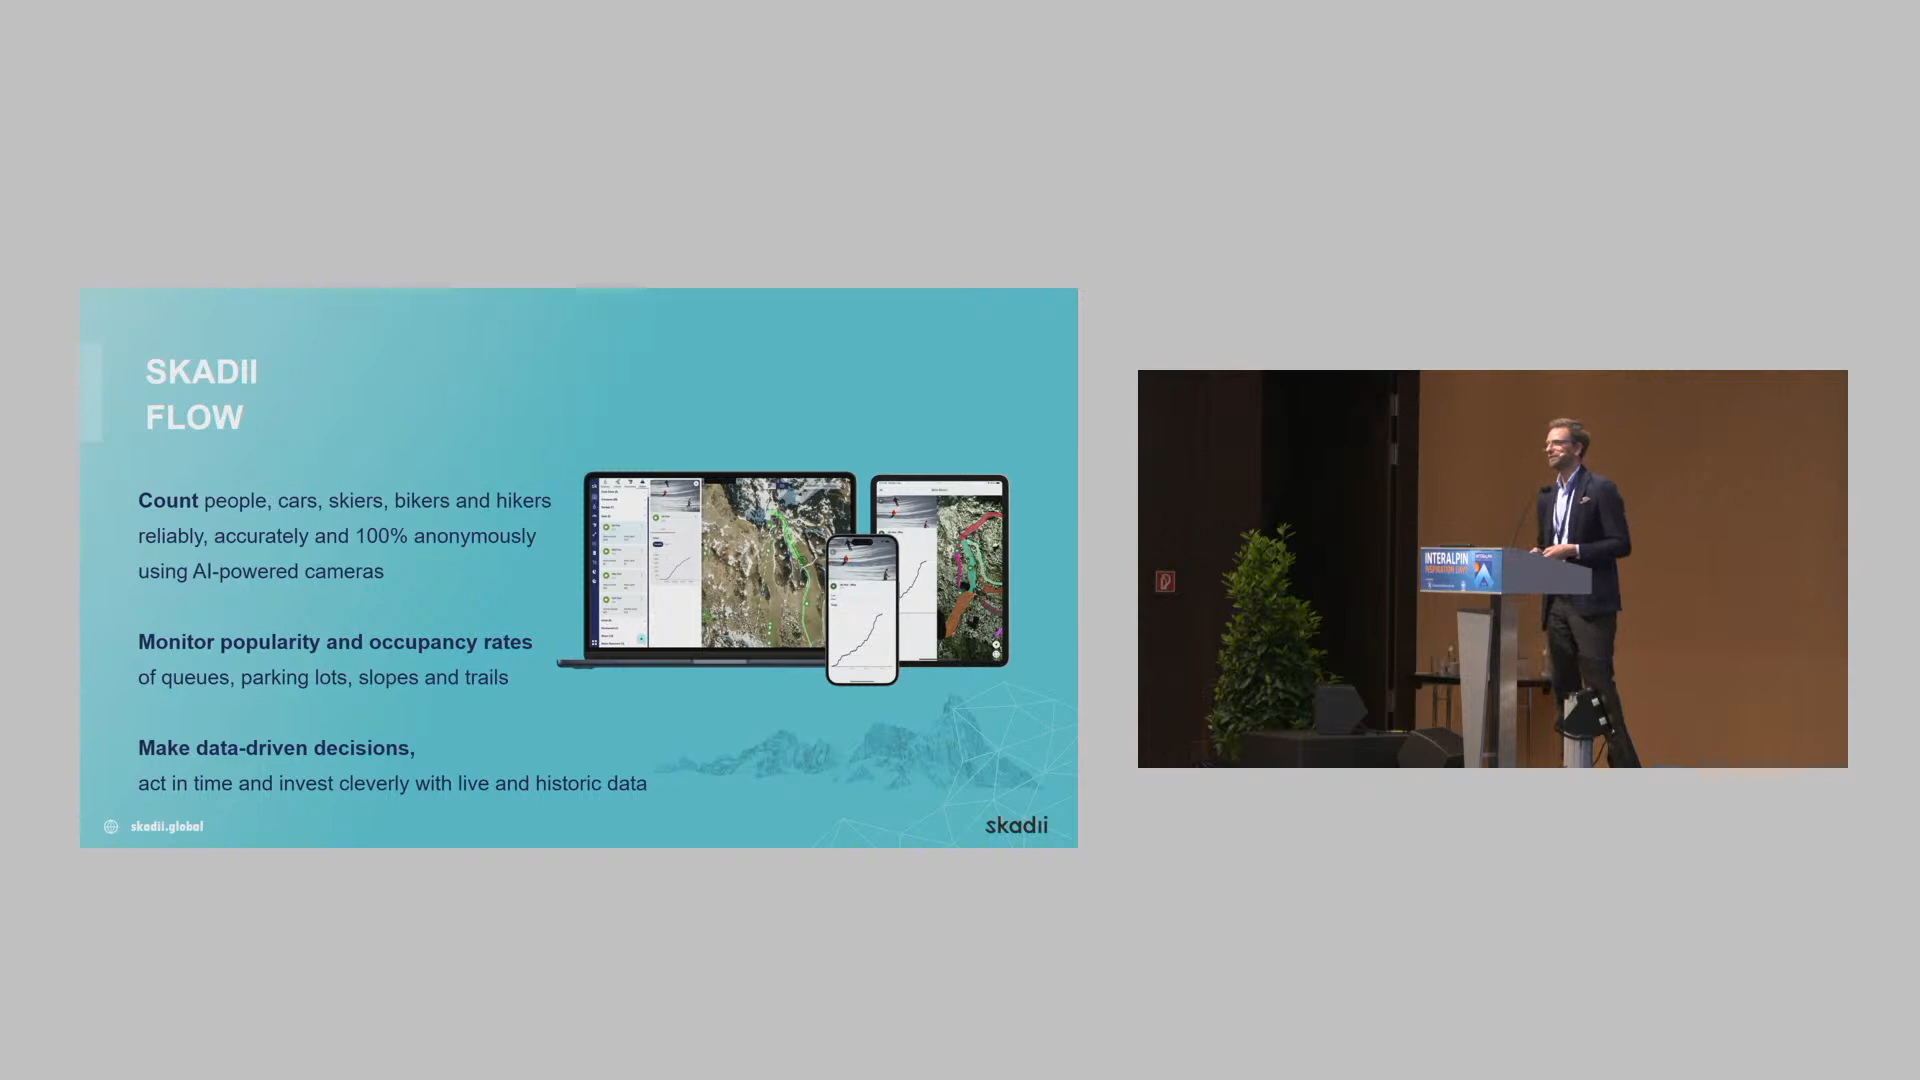 SKADII
FLOW
Count people, cars, skiers, bikers and hikers
reliably, accurately and 100% anonymously
using AI-powered cameras
Monitor popularity and occupancy rates
of queues, parking lots, slopes and trails
Make data-driven decisions,
act in time and invest cleverly with live and historic data
skadii.global
skadii
INTERALPIN
INSPIRATION DAYS